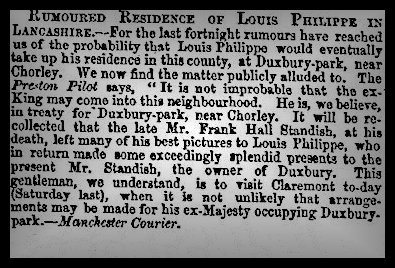 RUMOURED RESIDENCE OF LOUIS PHILIPPE IN
LANCASHIRE.—For the last fortnight rumours have reached
us of the probability that Louis Philippe would eventually
take up his residence in this county, at Duxbury-park, near
Chorley. We now find the matter publicly alluded to. The
Preston Pilot says, "It is not improbable that the ex-
King may come into this neighbourhood. He is, we believe,
in treaty for Duxbury-park, near Chorley. It will be re-
collected that the late Mr. Frank Hall Standish, at his
death, left many of his best pictures to Louis Philippe, who
in return made some exceedingly splendid presents to the
present Mr. Standish, the owner of Duxbury. This
gentleman, we understand, is to visit Claremont to-day
(Saturday last), when it is not unlikely that arrange-
ments may be made for his ex-Majesty occupying Duxbury-
park.—Manchester Courier.